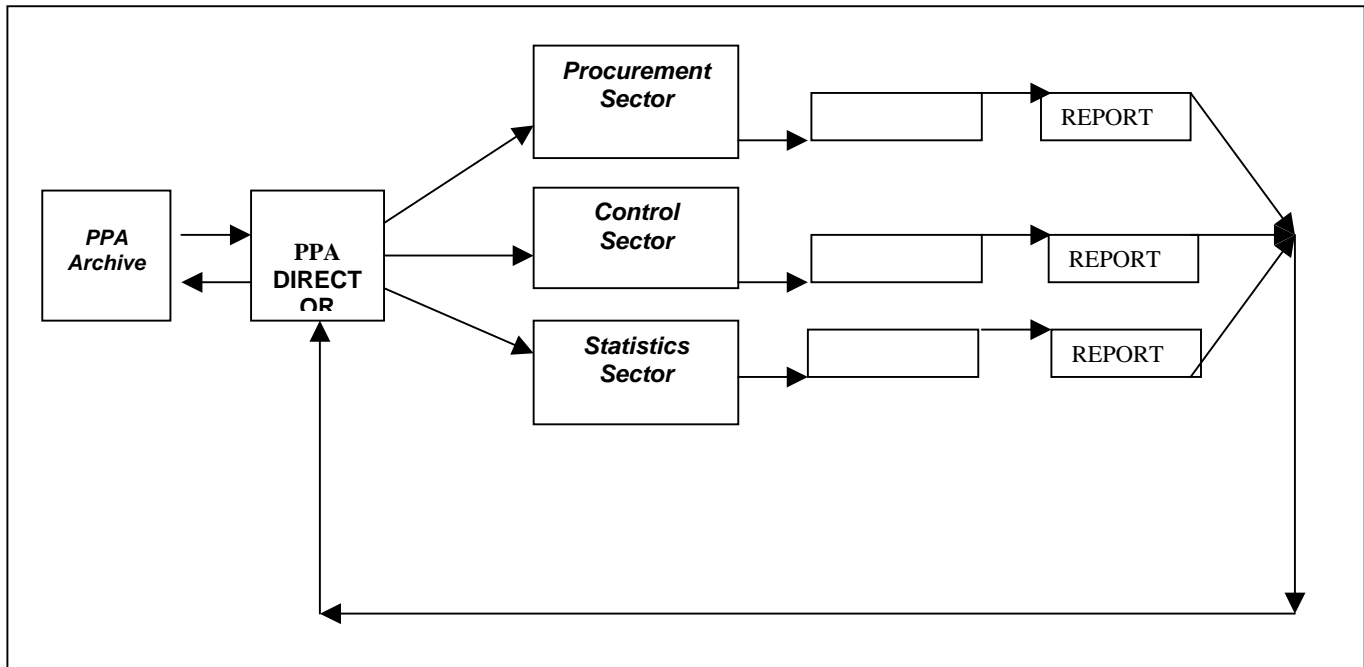 Procurement
Sector
REPORT
PPA
Archive
PPA
DIRECT
OR
Control
Sector
REPORT
Statistics
Sector
REPORT